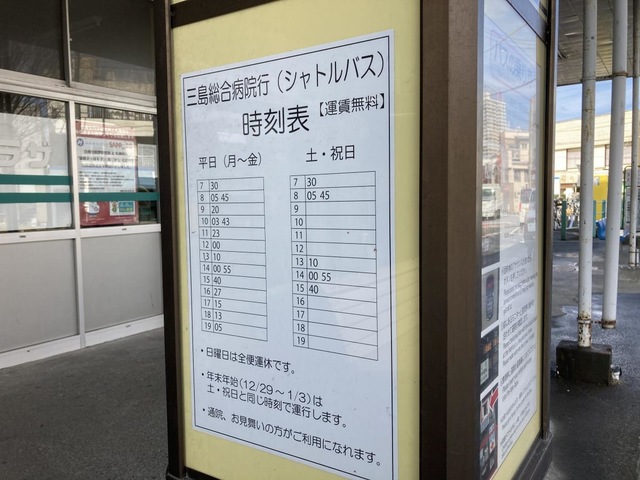 三島総合病院行（シャトルバス）
時刻表【運賃無料】
平日（月～金）
7 30
8 05 45
9 20
10 03 43
11 23
12 00
13 10
14 00 55
15 40
16 27
17 15
18 13
19 05
土・祝日
7 30
8 05 45
9
10
11
12
13 10
14 00 55
15 40
16
17
18
19
・日曜日は全便運休です。
・年末年始（12/29～1/3）は
土・祝日と同じ時刻で運行します。
・通院、お見舞いの方がご利用になれます。